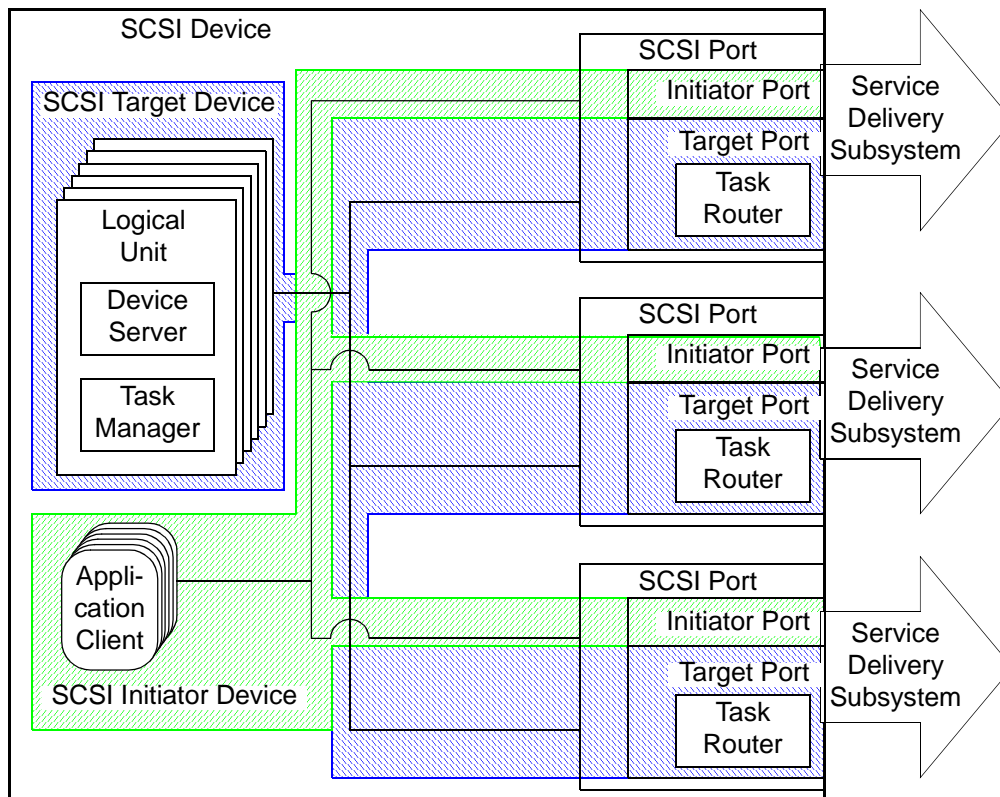 SCSI Device
SCSI Target Device
Logical
Unit
Device
Server
Task
Manager
Appli-
cation
Client
SCSI Initiator Device
SCSI Port
Initiator Port
Target Port
Task
Router
Service
Delivery
Subsystem
SCSI Port
Initiator Port
Target Port
Task
Router
Service
Delivery
Subsystem
SCSI Port
Initiator Port
Target Port
Task
Router
Service
Delivery
Subsystem